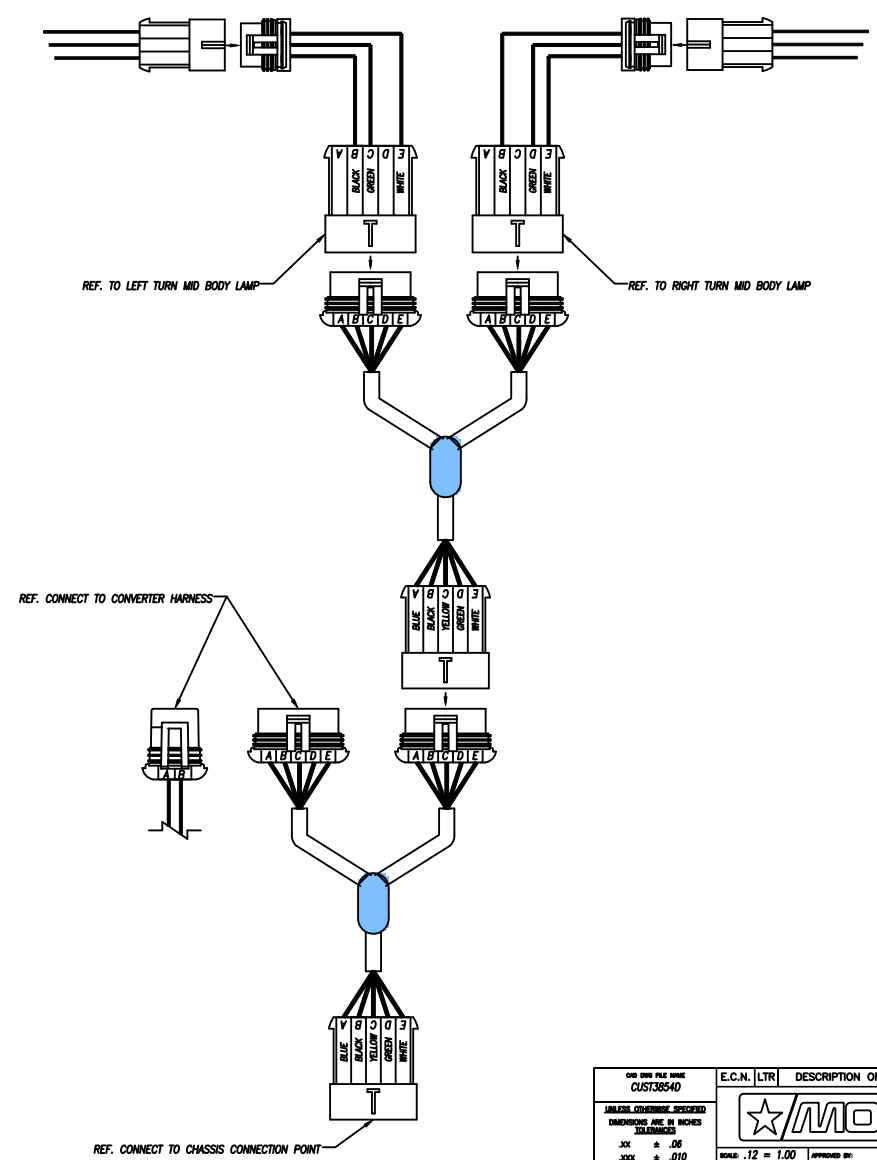 A B C D E
BLACK
GREEN
WHITE
A B C D E
BLACK
GREEN
WHITE
T
T
REF. TO LEFT TURN MID BODY LAMP
REF. TO RIGHT TURN MID BODY LAMP
A B C D E
A B C D E
A B C D E
BLUE
BLACK
YELLOW
GREEN
WHITE
T
REF. CONNECT TO CONVERTER HARNESS
A B
A B C D E
A B C D E
A B C D E
BLUE
BLACK
YELLOW
GREEN
WHITE
T
REF. CONNECT TO CHASSIS CONNECTION POINT
CAD DWG FILE NAME
CUST3854D
E.C.N. LTR DESCRIPTION OF
UNLESS OTHERWISE SPECIFIED
DIMENSIONS ARE IN INCHES
TOLERANCES
.XX ± .06
.XXX ± .010
MO
SCALE: .12 = 1.00
APPROVED BY: